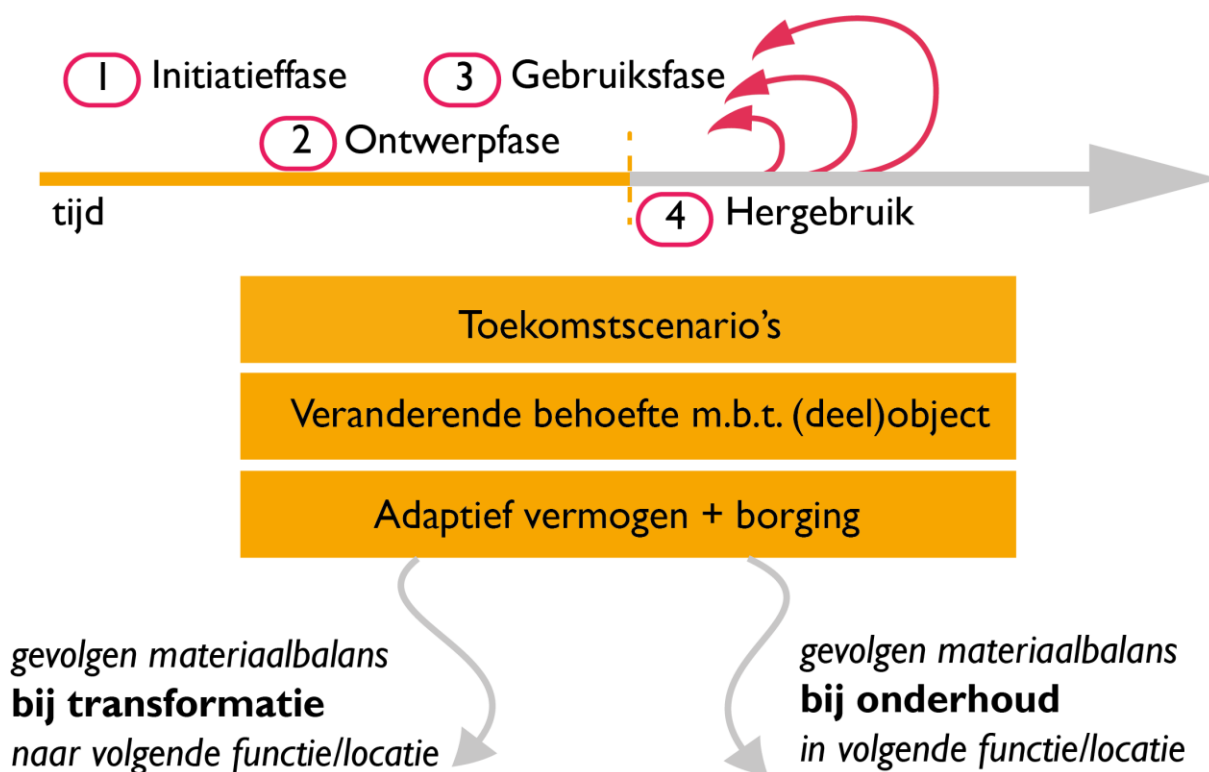 1 Initiatieffase
3 Gebruiksfase
2 Ontwerpfase
tijd
4 Hergebruik
Toekomstscenario's
Veranderende behoefte m.b.t. (deel)object
Adaptief vermogen + borging
gevolgen materiaalbalans
bij transformatie
naar volgende functie/locatie
gevolgen materiaalbalans
bij onderhoud
in volgende functie/locatie